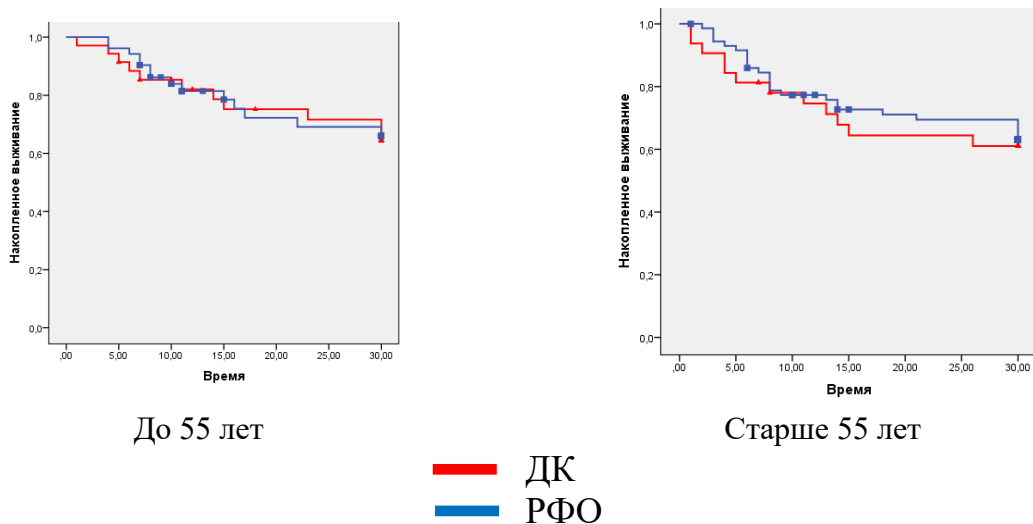 1,0
0,8
0,6
0,4
0,2
0,0
Накопленное выживание
,00 5,00 10,00 15,00 20,00 25,00 30,00
Время
До 55 лет
1,0
0,8
0,6
0,4
0,2
0,0
Накопленное выживание
,00 5,00 10,00 15,00 20,00 25,00 30,00
Время
Старше 55 лет
ДК
РФО